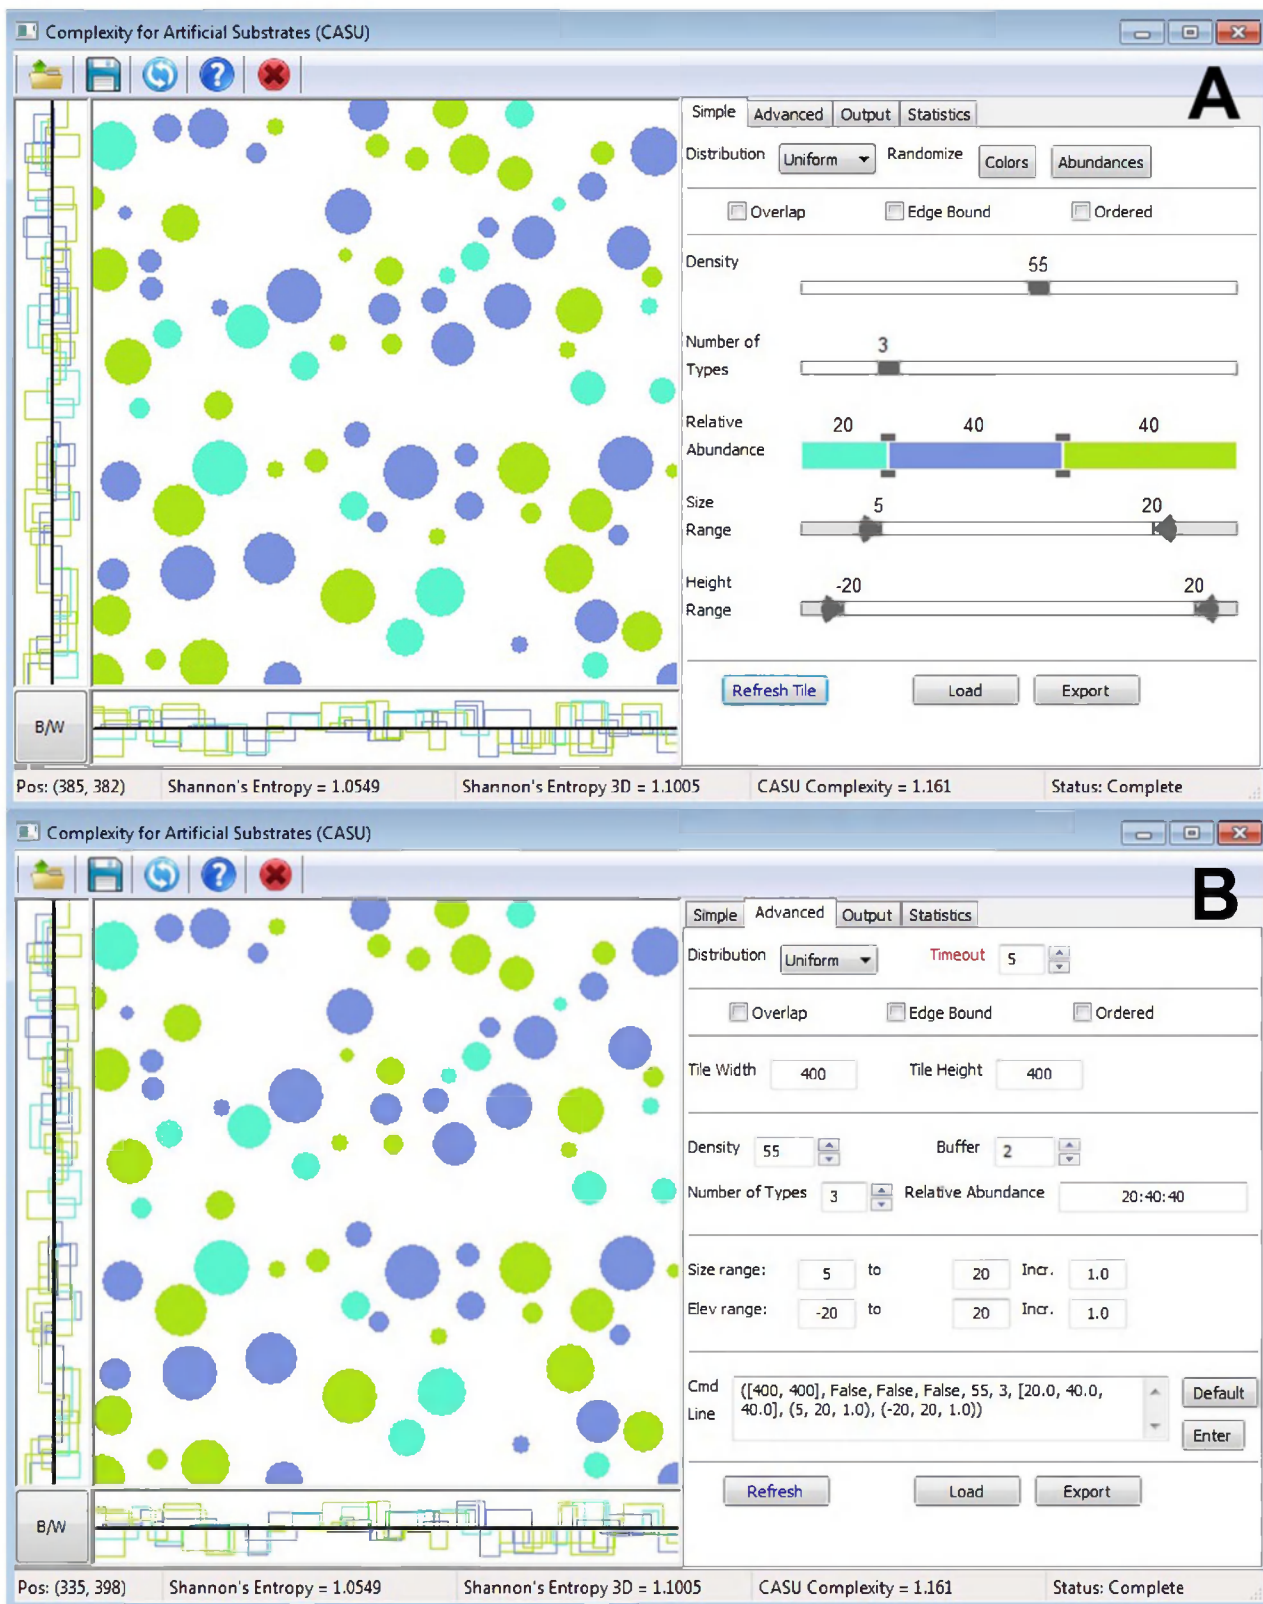 Complexity for Artificial Substrates (CASU)
A
Simple Advanced Output Statistics
Distribution Uniform Randomize Colors Abundances
Overlap Edge Bound Ordered
Density 55
Number of Types 3
Relative Abundance 20 40 40
Size Range 5 20
Height Range -20 20
Refresh Tile Load Export
B/W
Pos: (385, 382) Shannon's Entropy = 1.0549 Shannon's Entropy 3D = 1.1005 CASU Complexity = 1.161 Status: Complete
Complexity for Artificial Substrates (CASU)
B
Simple Advanced Output Statistics
Distribution Uniform Timeout 5
Overlap Edge Bound Ordered
Tile Width 400 Tile Height 400
Density 55 Buffer 2
Number of Types 3 Relative Abundance 20:40:40
Size range: 5 to 20 Incr. 1.0
Elev range: -20 to 20 Incr. 1.0
Cmd Line ([400, 400], False, False, False, 55, 3, [20.0, 40.0,
40.0], (5, 20, 1.0), (-20, 20, 1.0))
Default
Enter
Refresh Load Export
B/W
Pos: (335, 398) Shannon's Entropy = 1.0549 Shannon's Entropy 3D = 1.1005 CASU Complexity = 1.161 Status: Complete